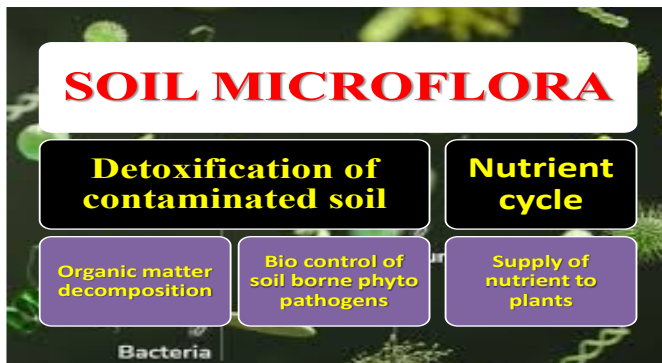 SOIL MICROFLORA
Detoxification of
contaminated soil
Nutrient
cycle
Organic matter
decomposition
Bio control of
soil borne phyto
pathogens
Supply of
nutrient to
plants
Bacteria